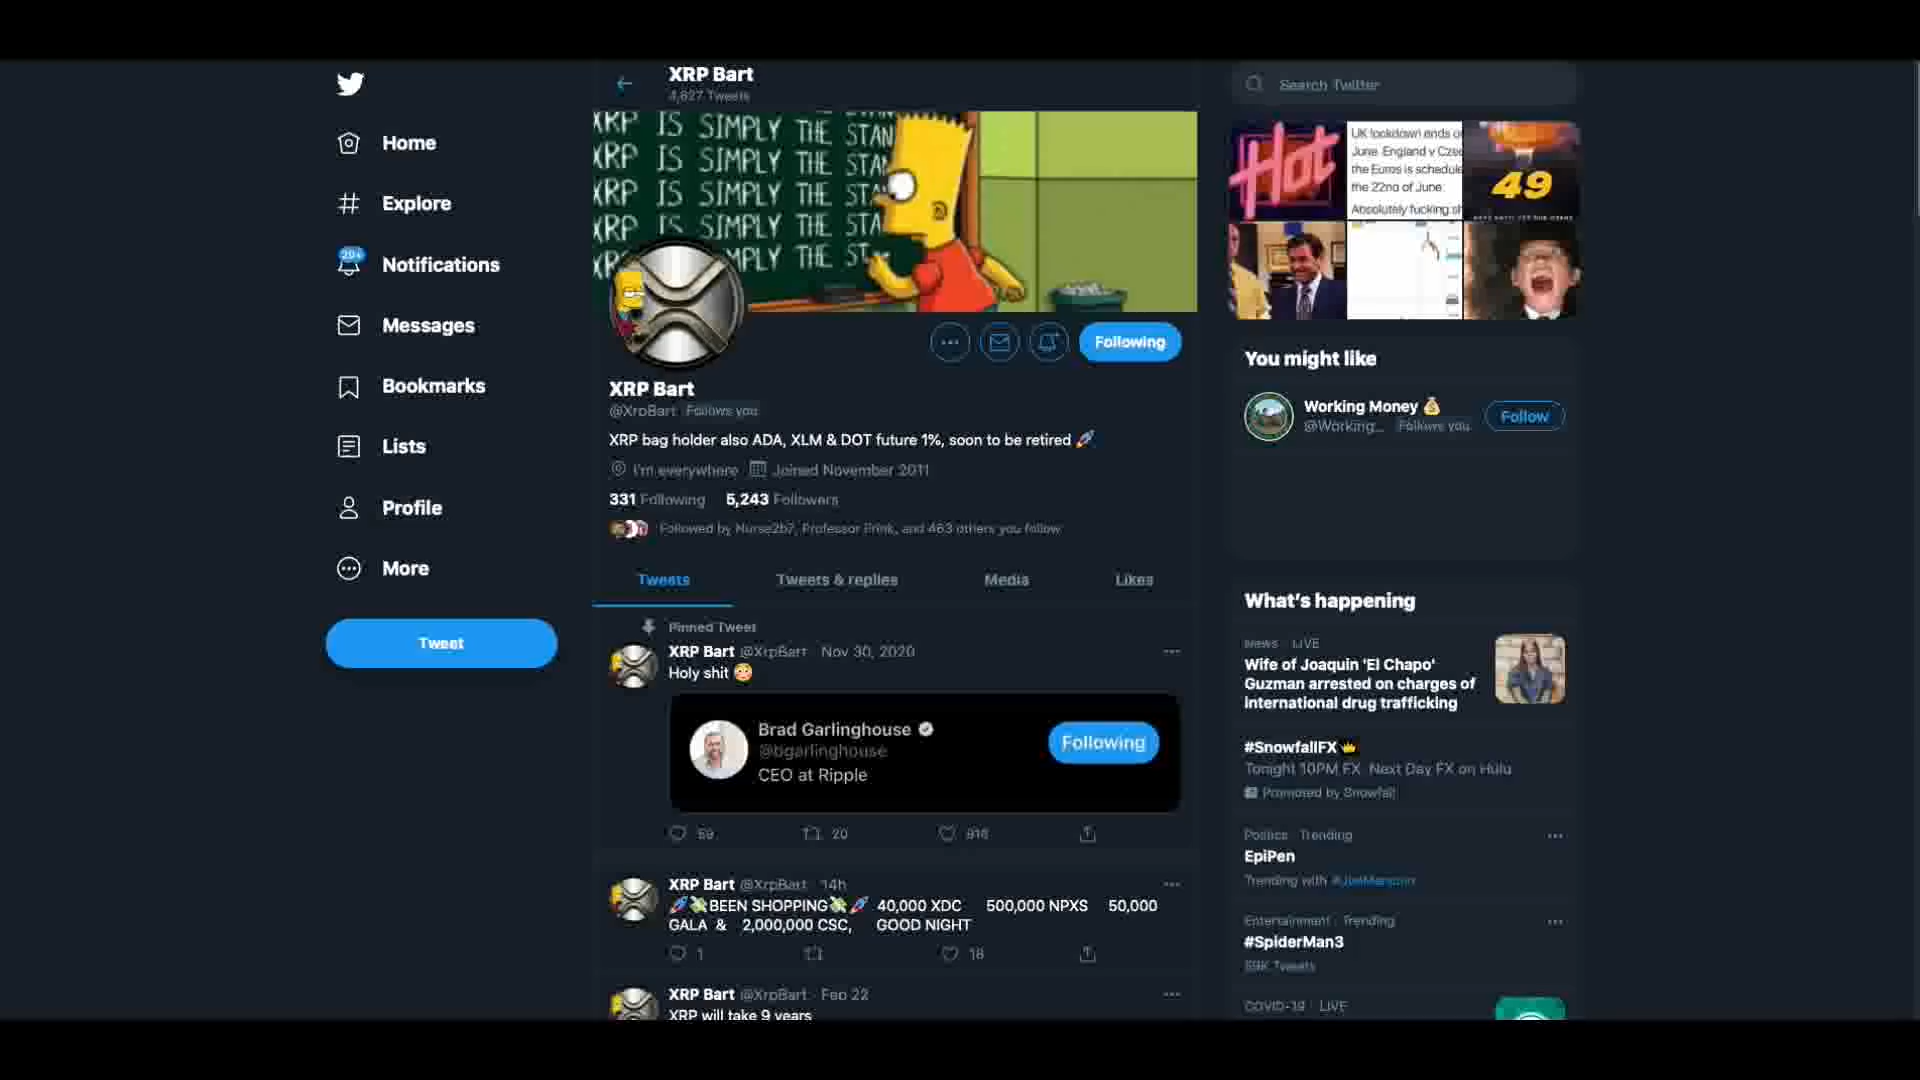 XRP Bart
4,627 Tweets
Search Twitter
XRP IS SIMPLY THE STAN
XRP IS SIMPLY THE STAN
XRP IS SIMPLY THE STA
XRP IS SIMPLY THE STA
SIMPLY THE ST
Hot
UK lockdown ends o
June. England v Cze
the Euros is schedule
the 22nd of June.
Absolutely fucking sh
49
Home
Explore
20+
Notifications
Messages
Bookmarks
Lists
Profile
More
Tweet
Following
XRP Bart
@XrpBart Follows you
XRP bag holder also ADA, XLM & DOT future 1%, soon to be retired 🚀
I'm everywhere Joined November 2011
331 Following 5,243 Followers
Followed by Nurse2b7, Professor Frink, and 463 others you follow
Tweets Tweets & replies Media Likes
Pinned Tweet
XRP Bart @XrpBart · Nov 30, 2020
Holy shit 😳
Brad Garlinghouse
@bgarlinghouse
CEO at Ripple
Following
59 20 916
XRP Bart @XrpBart · 14h
🚀💸BEEN SHOPPING💸🚀 40,000 XDC 500,000 NPXS 50,000
GALA & 2,000,000 CSC, GOOD NIGHT
1 18
XRP Bart @XrpBart · Feb 22
XRP will take 9 years
You might like
Working Money 💰
@Working... Follows you
Follow
What's happening
News · LIVE
Wife of Joaquin 'El Chapo'
Guzman arrested on charges of
international drug trafficking
#SnowfallFX
Tonight 10PM FX. Next Day FX on Hulu
Promoted by Snowfall
Politics · Trending
EpiPen
Trending with #JoeManchin
Entertainment · Trending
#SpiderMan3
59K Tweets
COVID-19 · LIVE